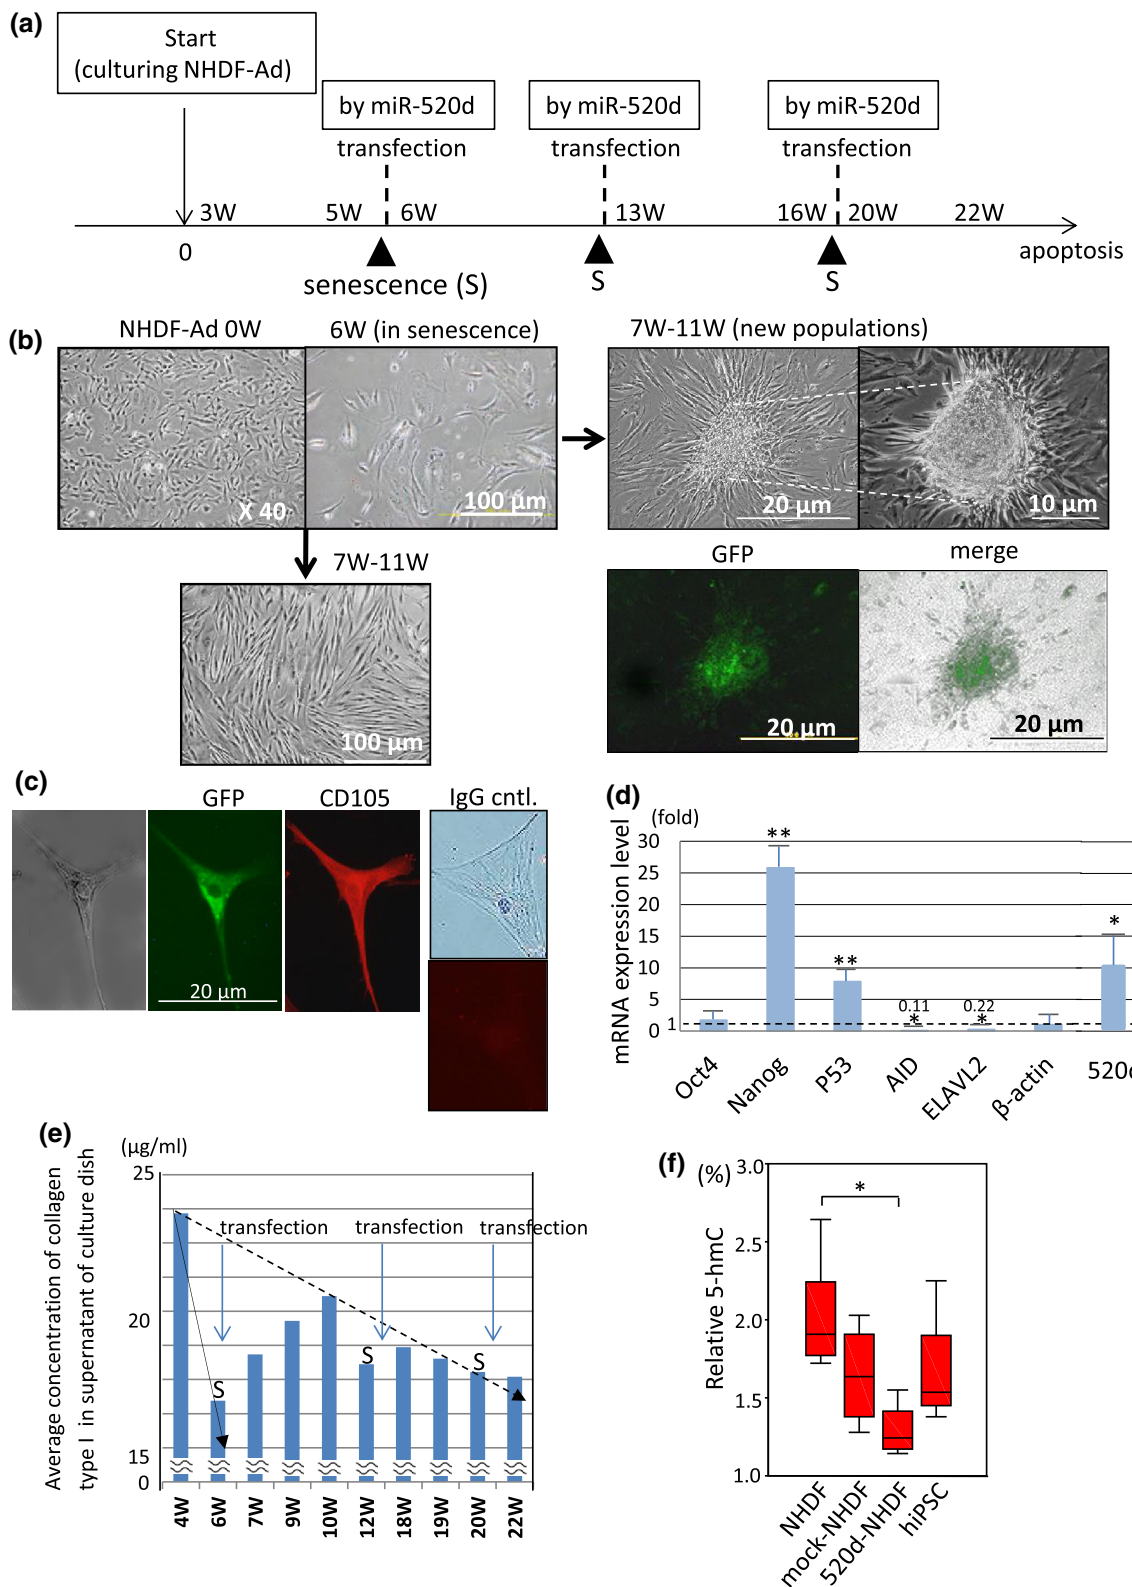 (a)
Start
(culturing NHDF-Ad)
by miR-520d
by miR-520d
by miR-520d
transfection
transfection
transfection
3W
5W
6W
13W
16W
20W
22W
0
apoptosis
senescence (S)
S
S
(b)
NHDF-Ad 0W
6W (in senescence)
7W-11W (new populations)
X 40
100 µm
20 µm
10 µm
7W-11W
GFP
merge
100 µm
20 µm
20 µm
(c)
GFP
CD105
IgG cntl.
20 µm
(d)
(fold)
mRNA expression level
30
25
20
15
10
5
1
0
**
**
0.11
*
0.22
*
*
Oct4
Nanog
P53
AID
ELAVL2
β-actin
520d
(e)
(µg/ml)
Average concentration of collagen
type I in supernatant of culture dish
25
20
15
0
transfection
transfection
transfection
S
S
S
4W
6W
7W
9W
10W
12W
18W
19W
20W
22W
(f)
(%)
Relative 5-hmC
3.0
2.5
2.0
1.5
1.0
*
NHDF
mock-NHDF
520d-NHDF
hiPSC